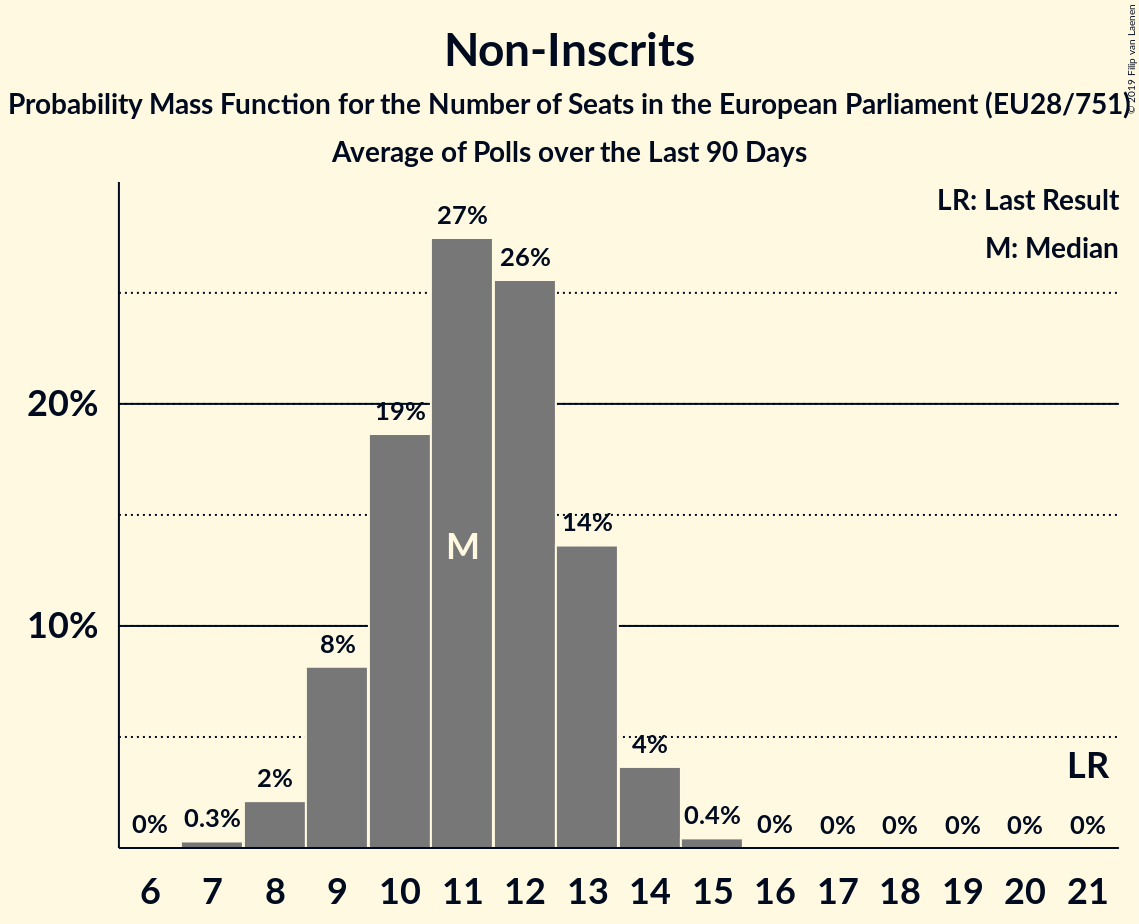 Non-Inscrits
Probability Mass Function for the Number of Seats in the European Parliament (EU28/751)
Average of Polls over the Last 90 Days
© 2019 Filip van Laenen
LR: Last Result
M: Median
27%
26%
20%
19%
14%
M
10%
8%
4%
LR
2%
0% 0.3% 0.4% 0% 0% 0% 0% 0% 0%
6 7 8 9 10 11 12 13 14 15 16 17 18 19 20 21